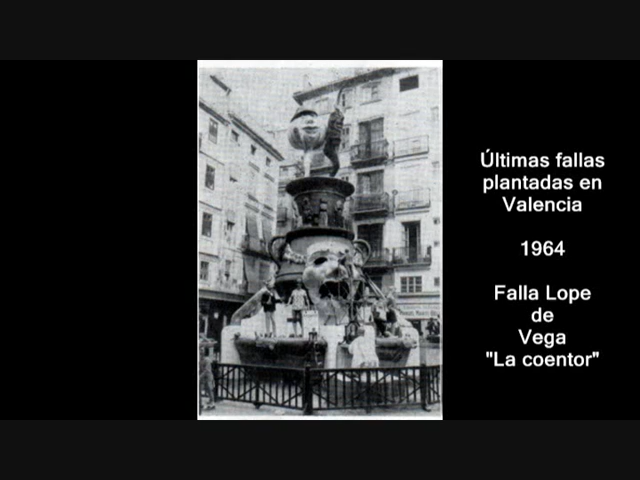 Últimas fallas
plantadas en
Valencia
1964
Falla Lope
de
Vega
"La coentor"